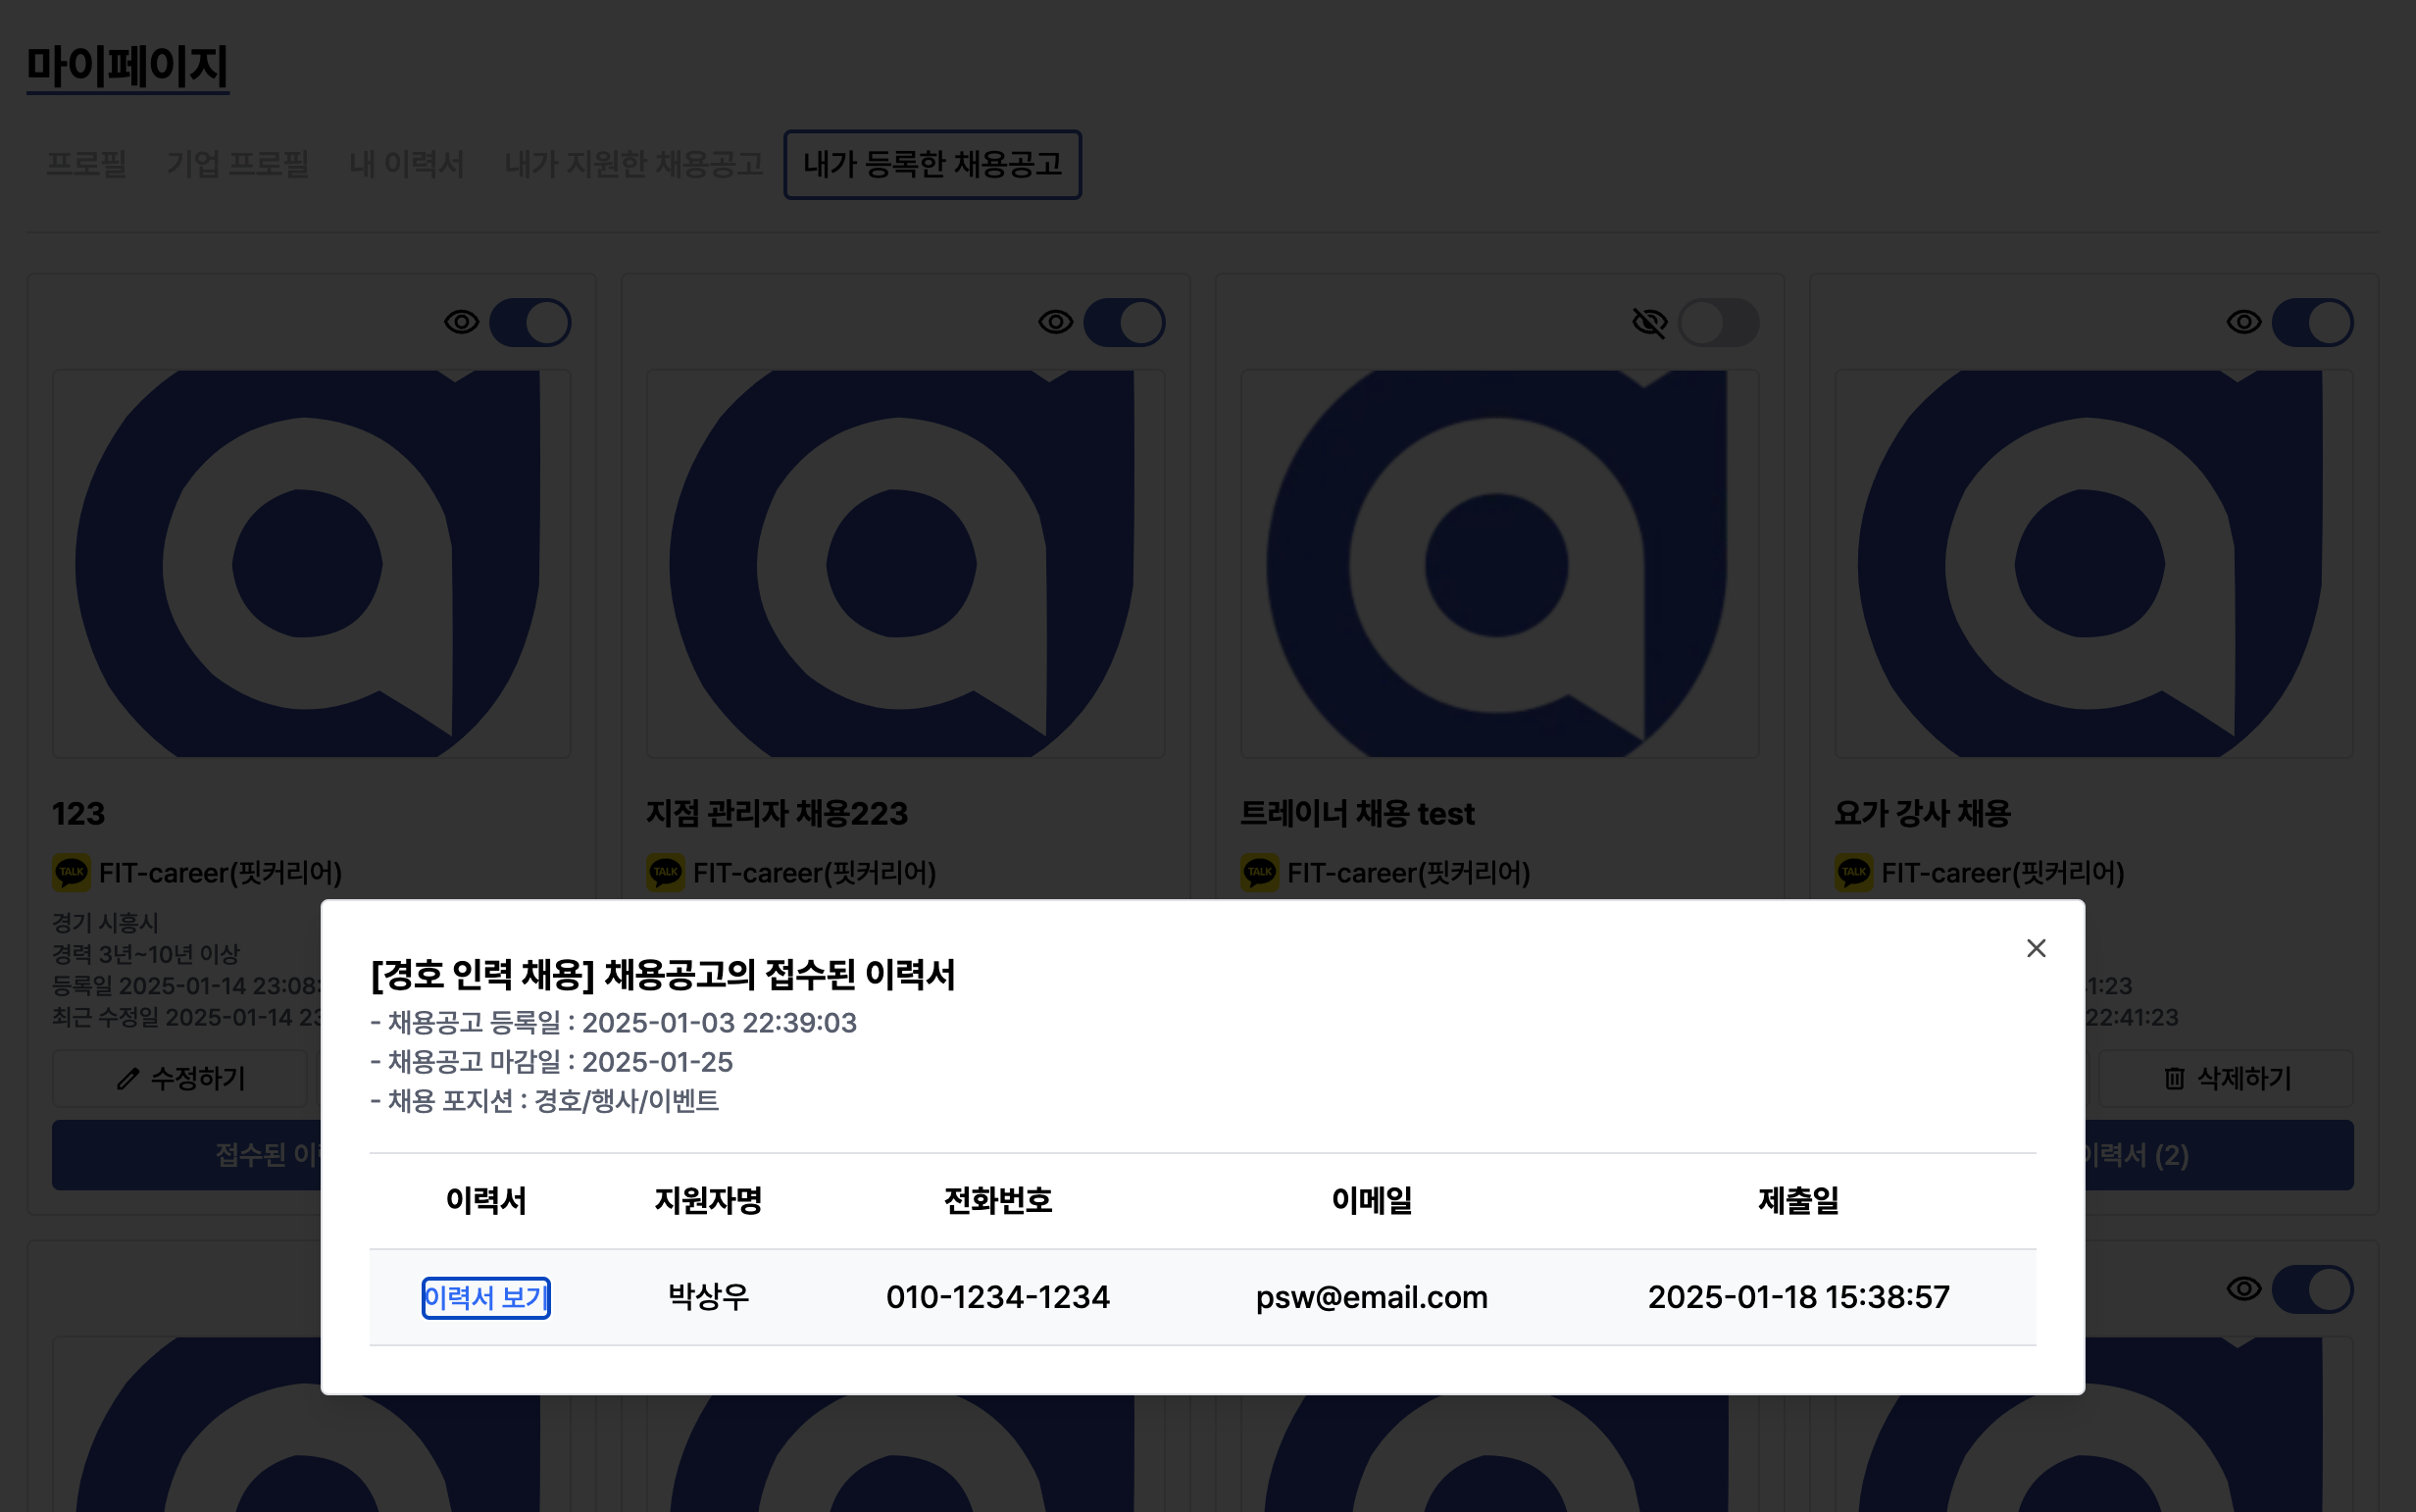 마이페이지
프로필 기업 프로필 내 이력서 내가 지원한 채용공고 내가 등록한 채용공고
123
TALK FIT-career(핏커리어)
경기 시흥시
경력 3년~10년 이상
등록일 2025-01-14 23:08:
최근 수정일 2025-01-14 23
수정하기
접수된
지점 관리자 채용223
TALK FIT-career(핏커리어)
트레이너 채용 test
TALK FIT-career(핏커리어)
요가 강사 채용
TALK FIT-career(핏커리어)
1:23
22:41:23
삭제하기
이력서 (2)
[경호 인력 채용] 채용공고의 접수된 이력서
- 채용공고 등록일 : 2025-01-03 22:39:03
- 채용공고 마감일 : 2025-01-25
- 채용 포지션 : 경호/행사/이벤트
이력서 지원자명 전화번호 이메일 제출일
이력서 보기 박상우 010-1234-1234 psw@email.com 2025-01-18 15:38:57